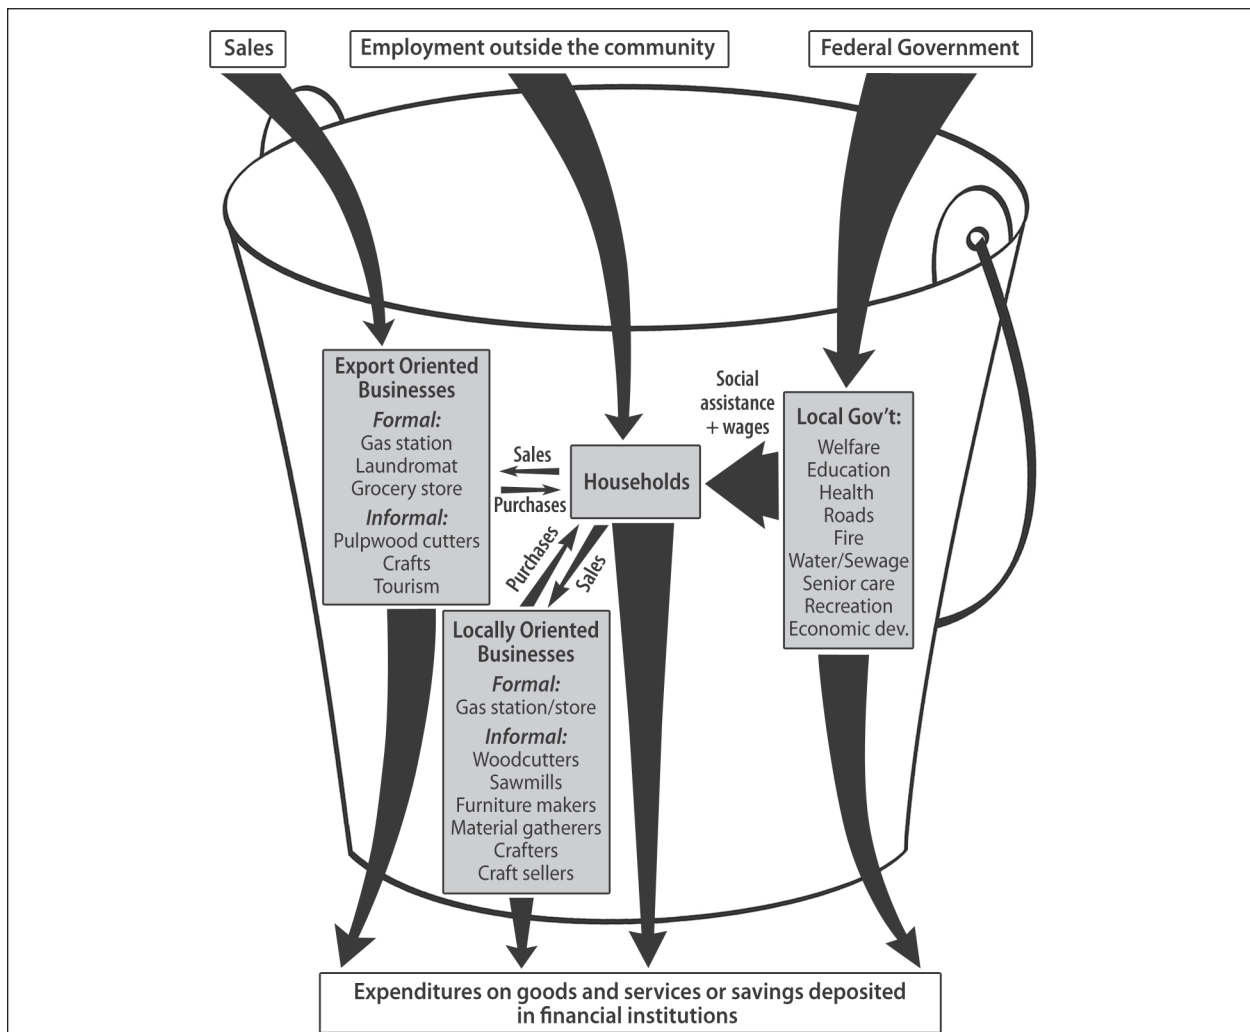 Sales
Employment outside the community
Federal Government
Export Oriented
Businesses
Formal:
Gas station
Laundromat
Grocery store
Informal:
Pulpwood cutters
Crafts
Tourism
Sales
Purchases
Households
Social
assistance
+ wages
Local Gov't:
Welfare
Education
Health
Roads
Fire
Water/Sewage
Senior care
Recreation
Economic dev.
Purchases
Sales
Locally Oriented
Businesses
Formal:
Gas station/store
Informal:
Woodcutters
Sawmills
Furniture makers
Material gatherers
Crafters
Craft sellers
Expenditures on goods and services or savings deposited
in financial institutions